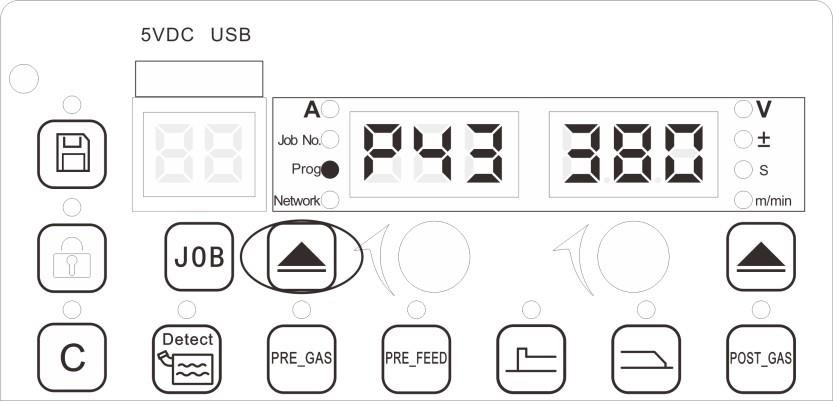 5VDC USB
A
V
Job No.
±
P43
380
Prog
S
Network
m/min
JOB
C
Detect
PRE_GAS
PRE_FEED
POST_GAS